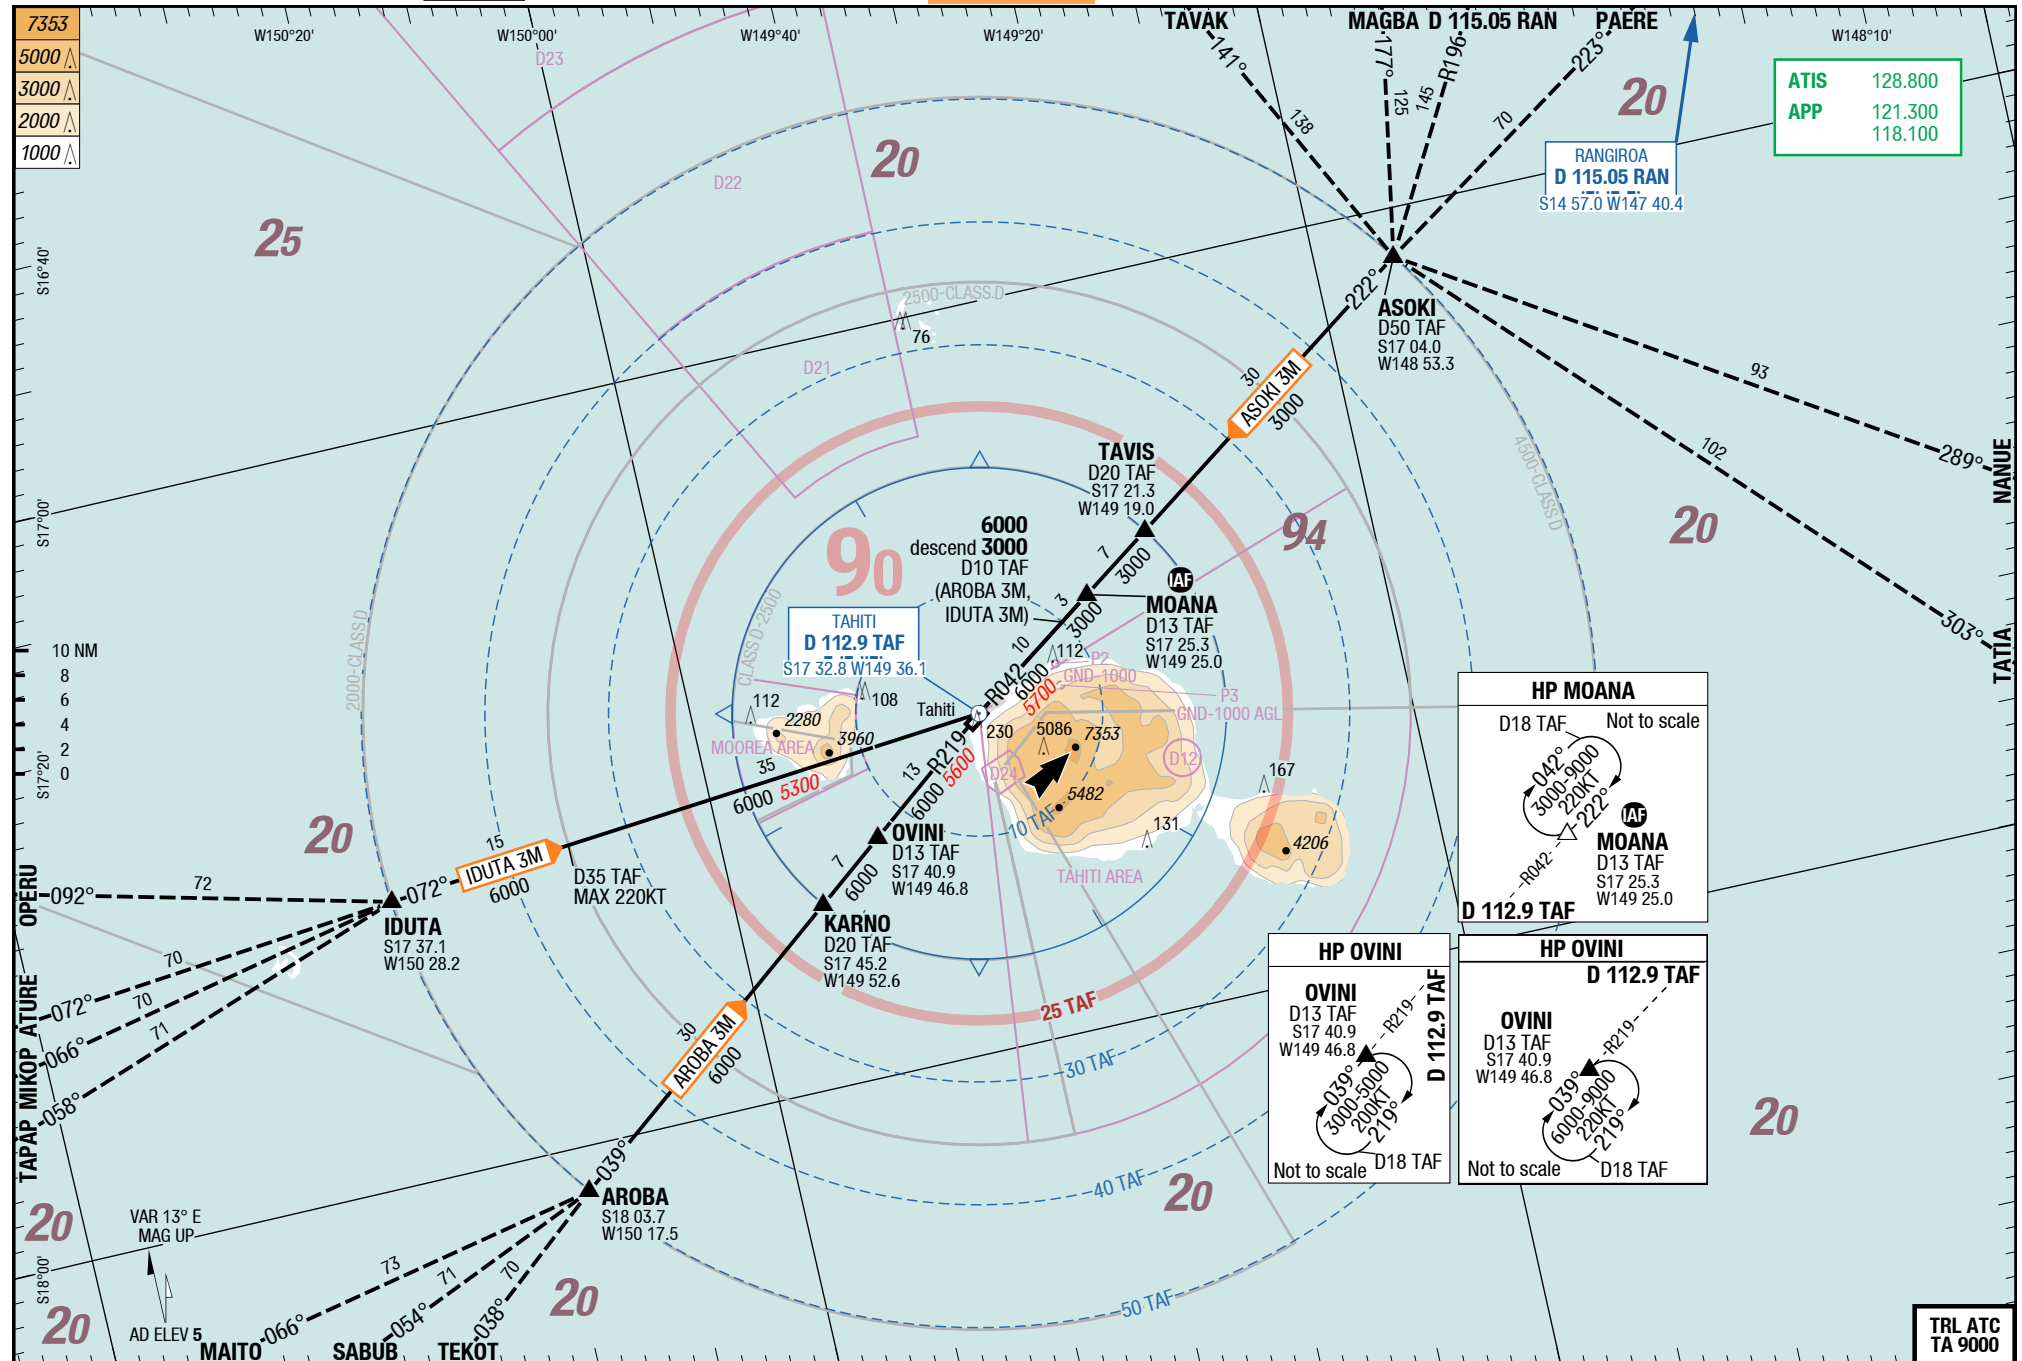 7353
5000
3000
2000
1000
W150°20'
W150°00'
W149°40'
W149°20'
W148°10'
TAVAK
MAGBA
D 115.05 RAN
PAERE
141°
177°
R196
223°
138
125
145
70
20
ATIS 128.800
APP 121.300
118.100
RANGIROA
D 115.05 RAN
S14 57.0 W147 40.4
D23
D22
D21
20
25
S16°40'
S17°00'
S17°20'
S18°00'
2500-CLASS D
76
222°
ASOKI
D50 TAF
S17 04.0
W148 53.3
30
ASOKI 3M
3000
93
289°
NANUE
102
303°
TATIA
4500-CLASS D
20
94
TAVIS
D20 TAF
S17 21.3
W149 19.0
7
3000
6000
descend 3000
D10 TAF
(AROBA 3M,
IDUTA 3M)
90
IAF
MOANA
D13 TAF
S17 25.3
W149 25.0
3
3000
10
R042
6000
5700
112
P2
GND-1000
P3
GND-1000 AGL
TAHITI
D 112.9 TAF
S17 32.8 W149 36.1
CLASS D-2500
2000-CLASS D
10 NM
8
6
4
2
0
112
108
2280
3960
MOOREA AREA
Tahiti
230
5086
7353
D24
D12
5482
10 TAF
131
167
4206
TAHITI AREA
35
6000
5300
13
R219
6000
5600
OVINI
D13 TAF
S17 40.9
W149 46.8
7
6000
KARNO
D20 TAF
S17 45.2
W149 52.6
20
15
IDUTA 3M
6000
D35 TAF
MAX 220KT
072°
IDUTA
S17 37.1
W150 28.2
OPERU
092°
72
ATURE
072°
70
MIKOP
066°
70
TAPAP
058°
71
25 TAF
30 TAF
40 TAF
50 TAF
30
AROBA 3M
6000
039°
AROBA
S18 03.7
W150 17.5
73
066°
MAITO
71
054°
SABUB
70
038°
TEKOT
20
20
20
20
20
VAR 13° E
MAG UP
AD ELEV 5
HP MOANA
D18 TAF
Not to scale
042°
3000-9000
220KT
222°
IAF
MOANA
D13 TAF
S17 25.3
W149 25.0
R042
D 112.9 TAF
HP OVINI
OVINI
D13 TAF
S17 40.9
W149 46.8
R219
D 112.9 TAF
039°
3000-5000
200KT
219°
D18 TAF
Not to scale
HP OVINI
D 112.9 TAF
OVINI
D13 TAF
S17 40.9
W149 46.8
R219
039°
6000-9000
220KT
219°
D18 TAF
Not to scale
TRL ATC
TA 9000